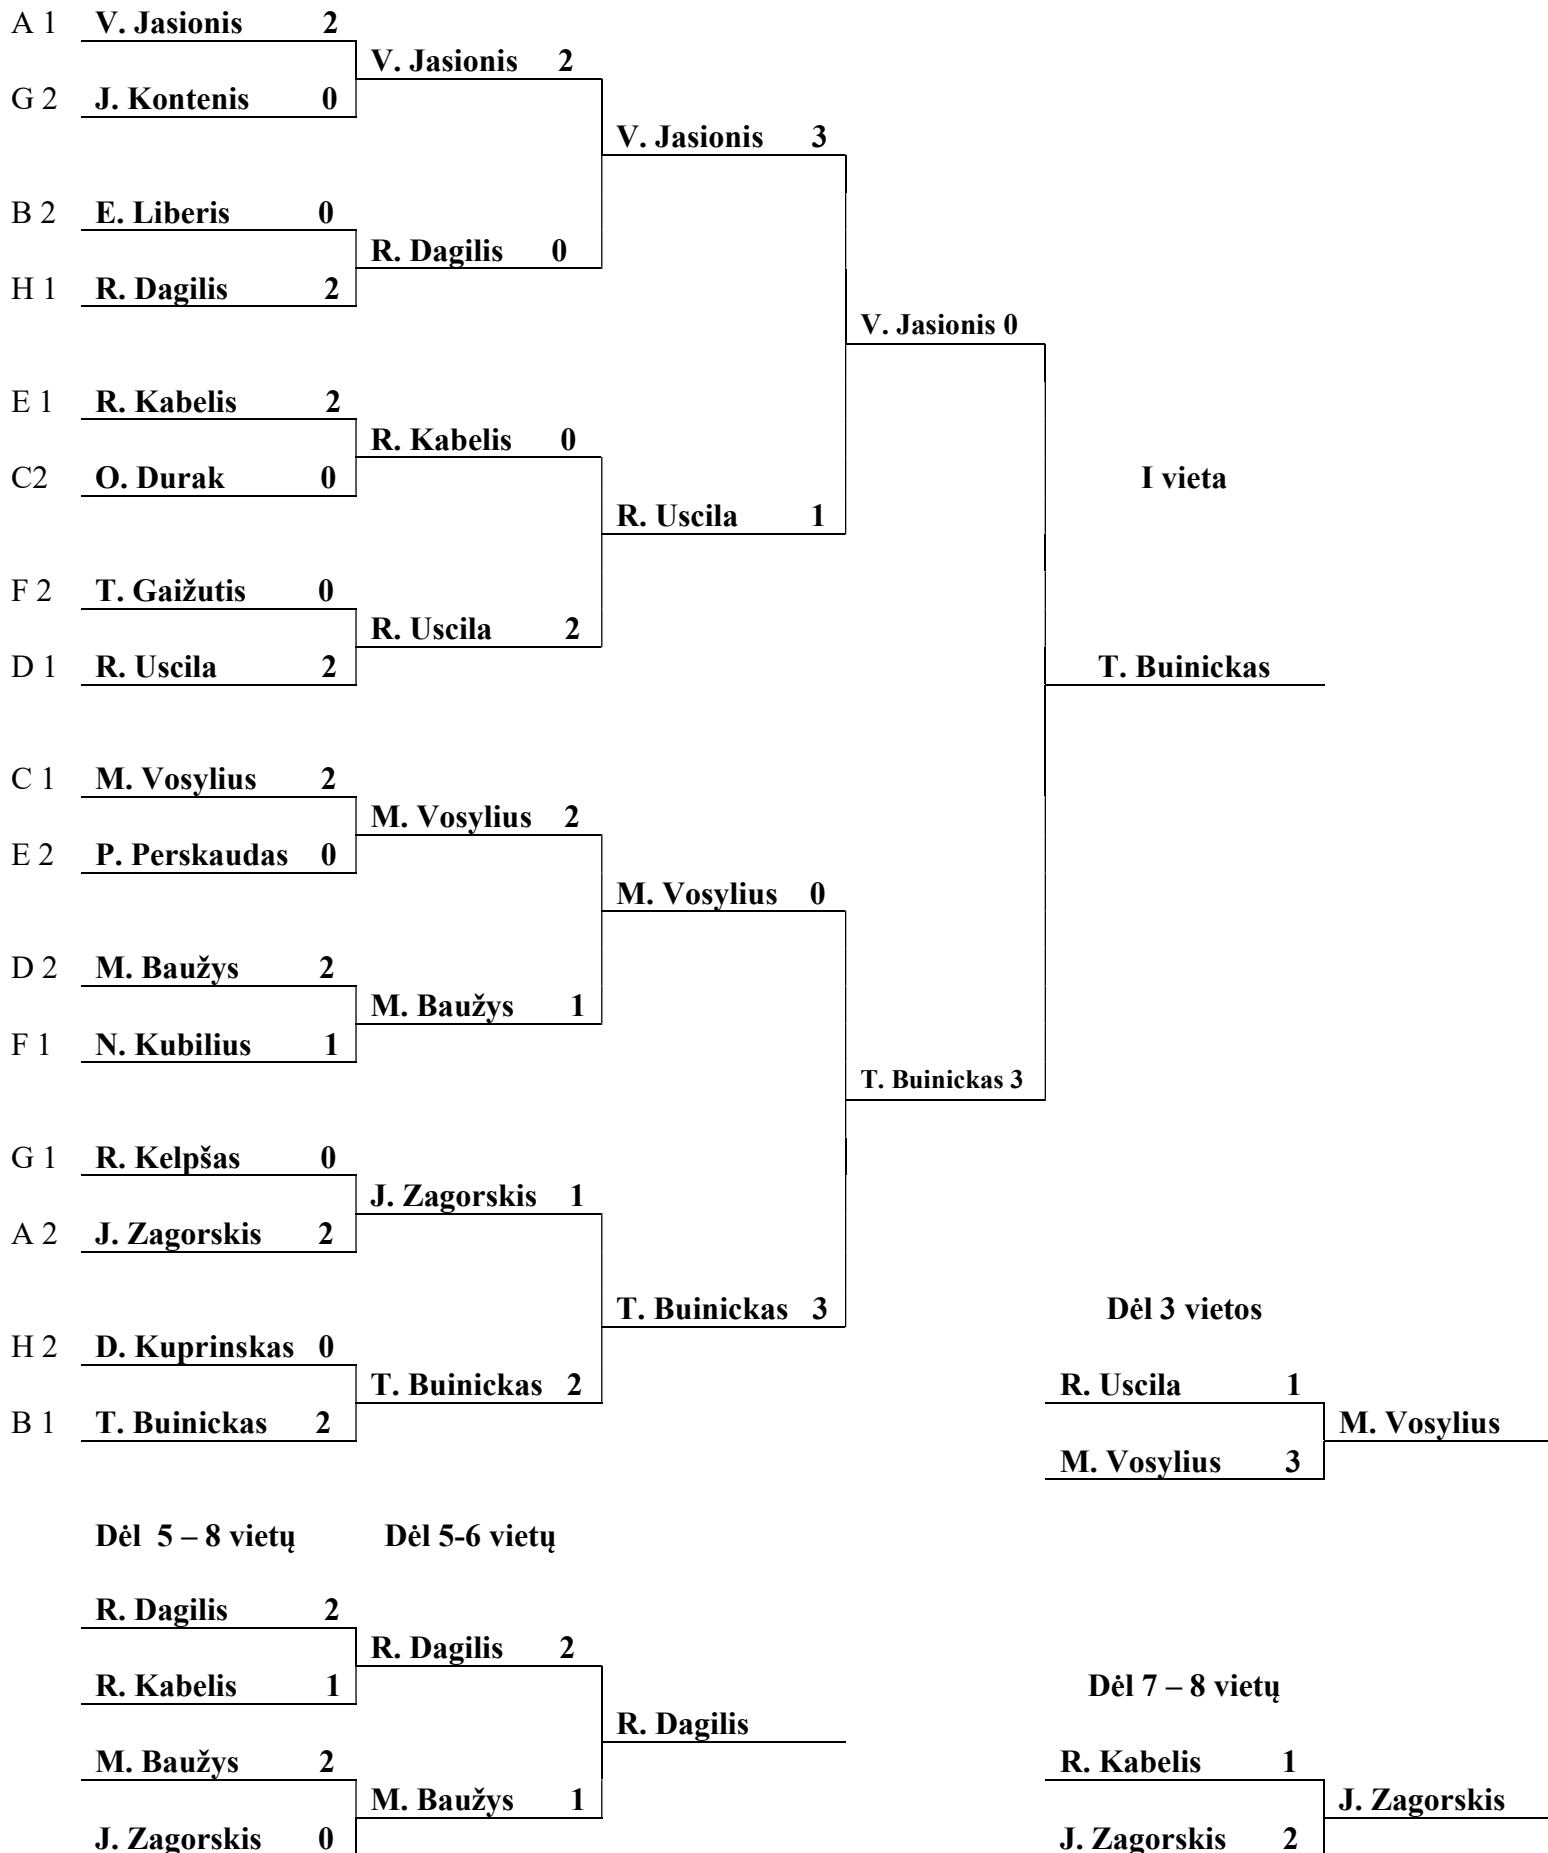 A 1 V. Jasionis 2
V. Jasionis 2
G 2 J. Kontenis 0
V. Jasionis 3
B 2 E. Liberis 0
R. Dagilis 0
H 1 R. Dagilis 2
V. Jasionis 0
E 1 R. Kabelis 2
R. Kabelis 0
C2 O. Durak 0 I vieta
R. Uscila 1
F 2 T. Gaižutis 0
R. Uscila 2
D 1 R. Uscila 2 T. Buinickas
C 1 M. Vosylius 2
M. Vosylius 2
E 2 P. Perskaudas 0
M. Vosylius 0
D 2 M. Baužys 2
M. Baužys 1
F 1 N. Kubilius 1
T. Buinickas 3
G 1 R. Kelpšas 0
J. Zagorskis 1
A 2 J. Zagorskis 2
T. Buinickas 3 Dėl 3 vietos
H 2 D. Kuprinskas 0
T. Buinickas 2 R. Uscila 1
B 1 T. Buinickas 2 M. Vosylius
M. Vosylius 3
Dėl 5 – 8 vietų Dėl 5-6 vietų
R. Dagilis 2
R. Dagilis 2
R. Kabelis 1 Dėl 7 – 8 vietų
R. Dagilis
M. Baužys 2 R. Kabelis 1
M. Baužys 1 J. Zagorskis
J. Zagorskis 0 J. Zagorskis 2